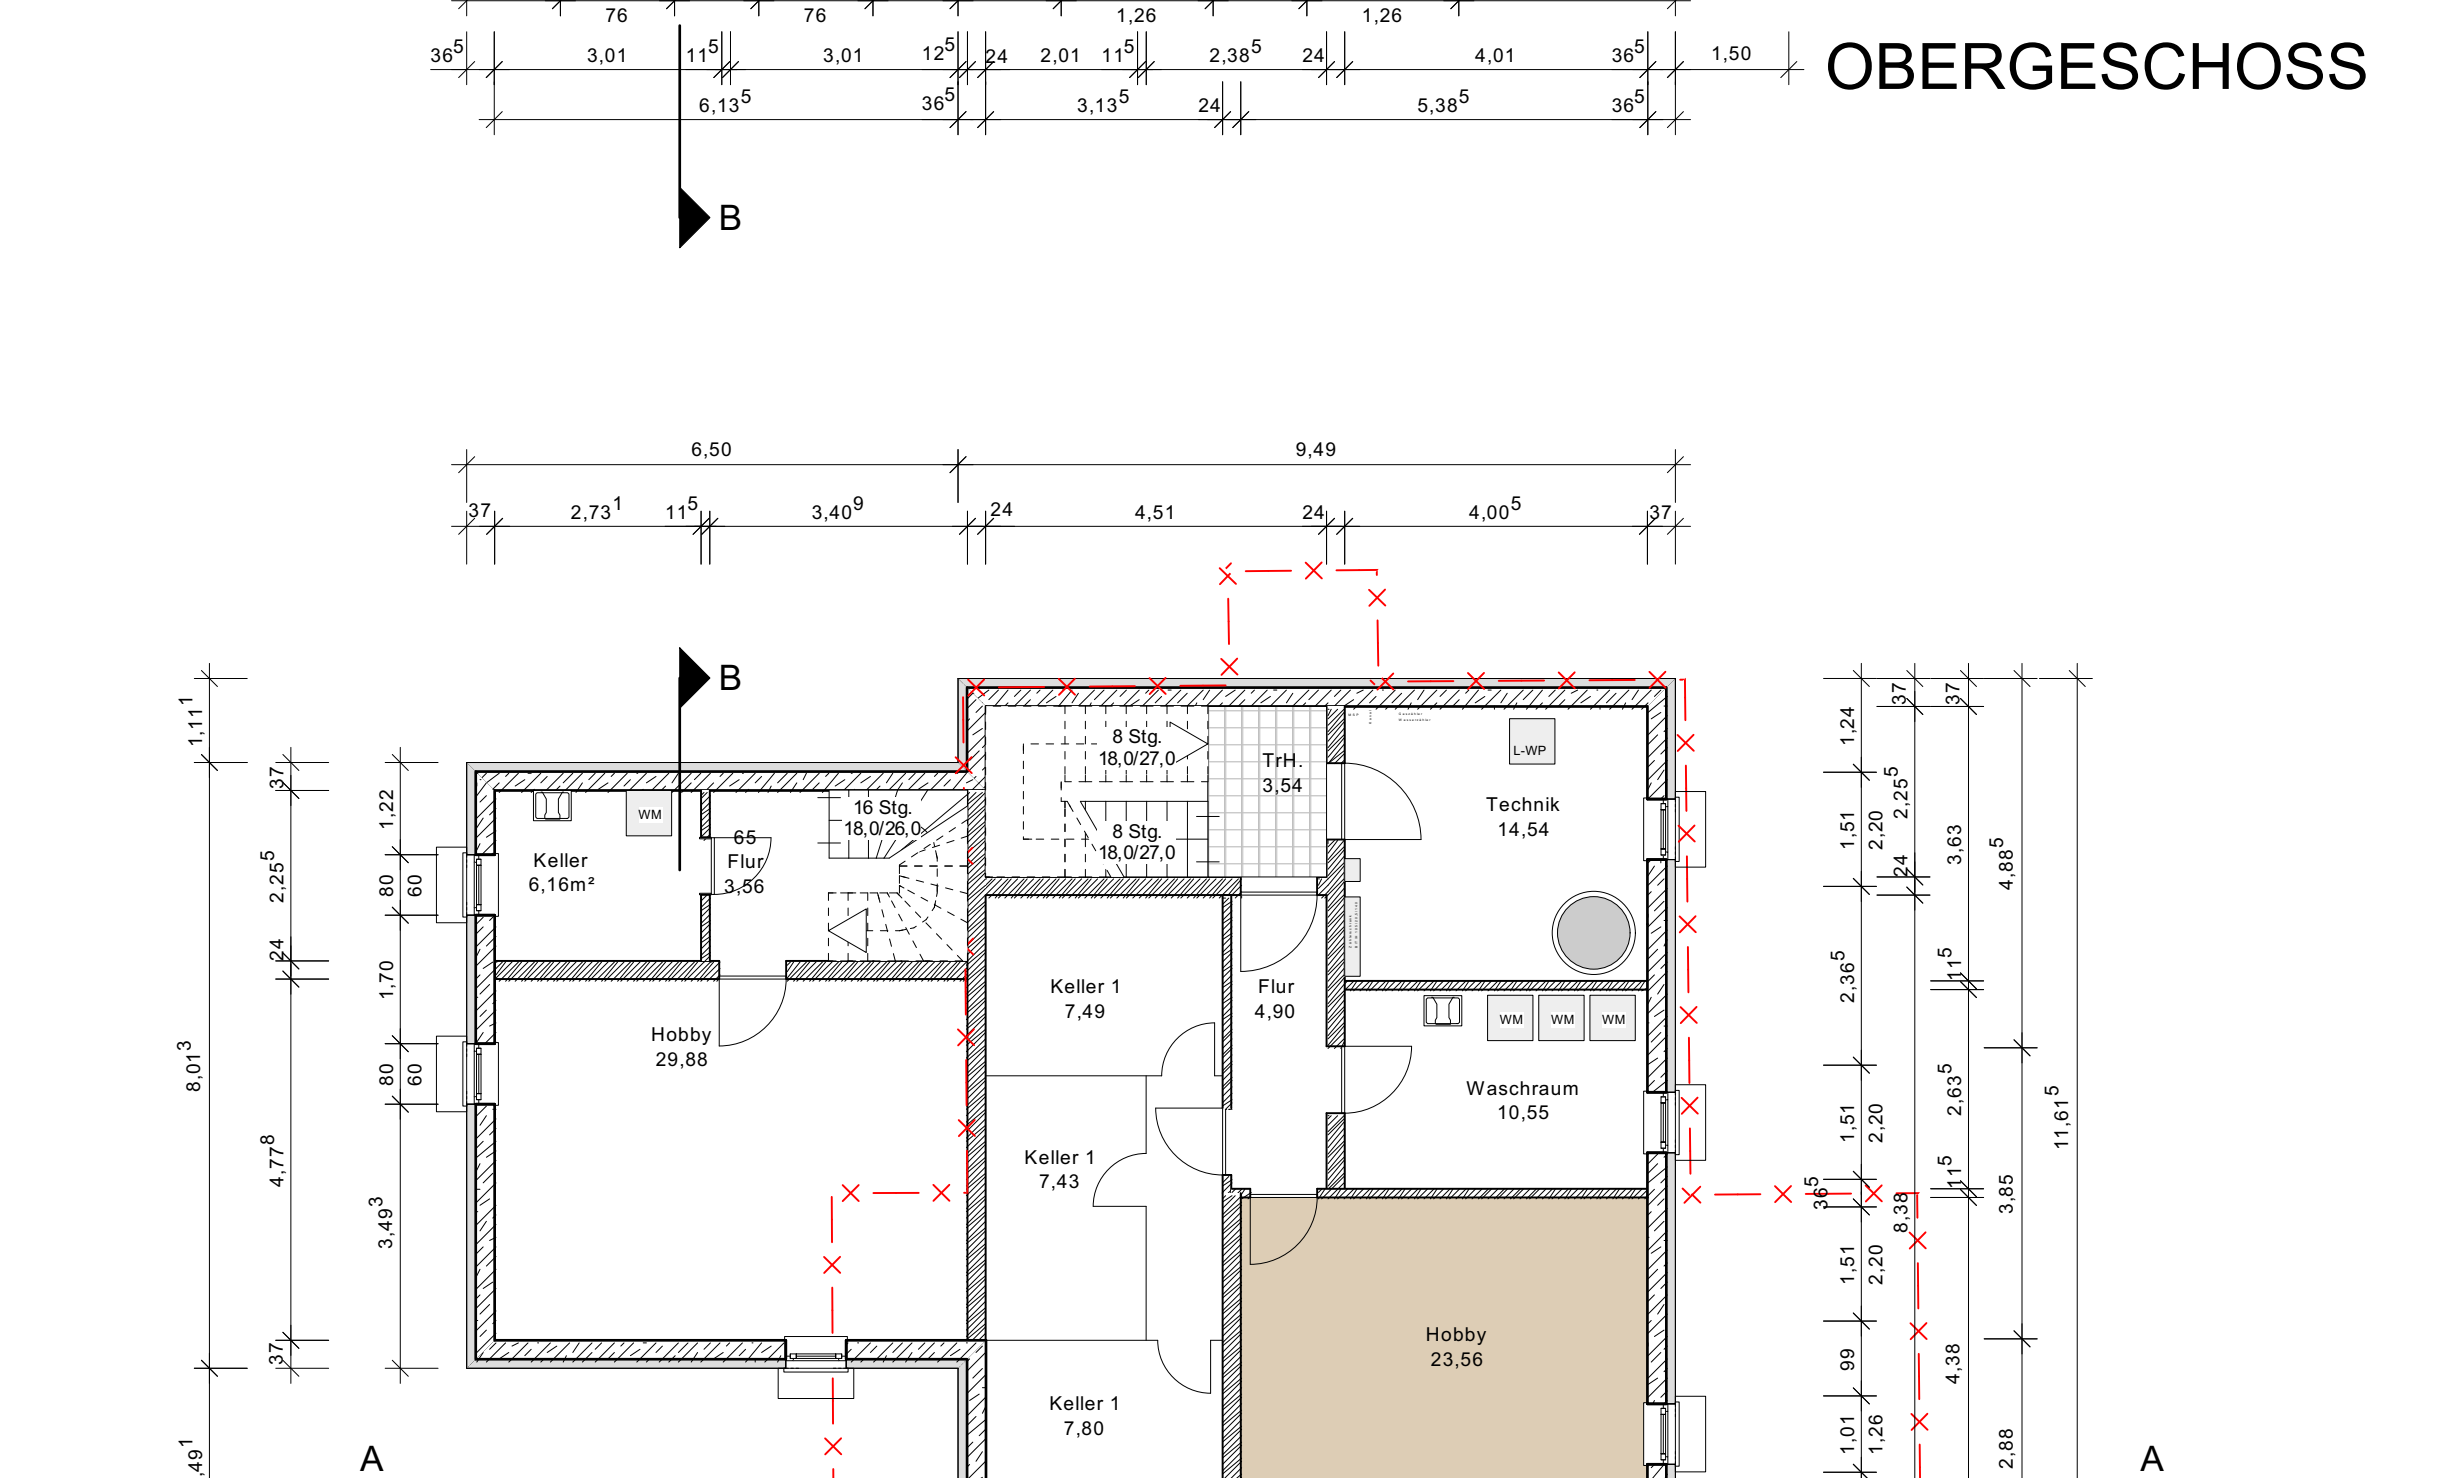 76 76 1,26 1,26
36⁵ 3,01 11⁵ 3,01 12⁵ 24 2,01 11⁵ 2,38⁵ 24 4,01 36⁵ 1,50
OBERGESCHOSS
6,13⁵ 36⁵ 3,13⁵ 24 5,38⁵ 36⁵
B
6,50 9,49
37 2,73¹ 11⁵ 3,40⁹ 24 4,51 24 4,00⁵ 37
B
1,11¹
8,01³
,49¹
37
2,25⁵
24
4,77⁸
37
1,22
80
60
1,70
80
60
3,49³
WM
Keller
6,16m²
65
Flur
3,56
16 Stg.
18,0/26,0
8 Stg.
18,0/27,0
8 Stg.
18,0/27,0
TrH.
3,54
L-WP
Technik
14,54
Hobby
29,88
Keller 1
7,49
Flur
4,90
WM WM WM
Waschraum
10,55
Keller 1
7,43
Hobby
23,56
Keller 1
7,80
1,24
1,51
2,20
2,36⁵
1,51
2,20
36⁵
1,51
2,20
99
1,01
1,26
37
2,25⁵
24
8,38
37
3,63
11⁵
2,63⁵
11⁵
4,38
4,88⁵
3,85
2,88
11,61⁵
A
A